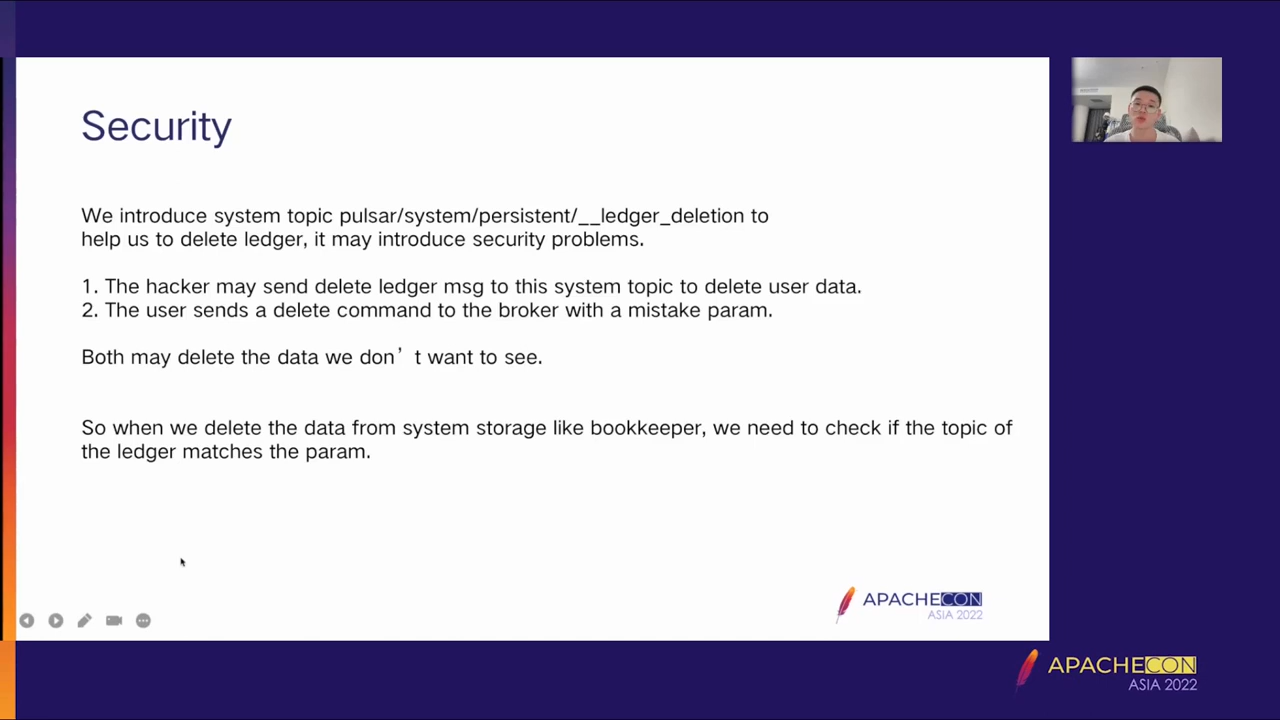 Security
We introduce system topic pulsar/system/persistent/__ledger_deletion to
help us to delete ledger, it may introduce security problems.
1. The hacker may send delete ledger msg to this system topic to delete user data.
2. The user sends a delete command to the broker with a mistake param.
Both may delete the data we don’t want to see.
So when we delete the data from system storage like bookkeeper, we need to check if the topic of
the ledger matches the param.
APACHECON
ASIA 2022
APACHECON
ASIA 2022